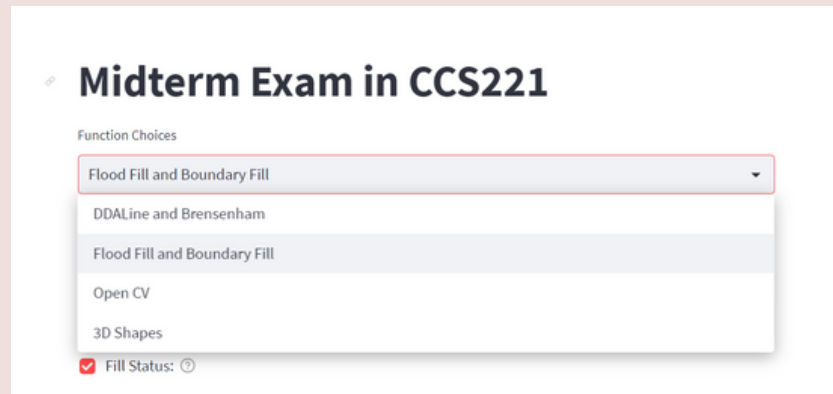 Midterm Exam in CCS221
Function Choices
Flood Fill and Boundary Fill
DDALine and Brensenham
Flood Fill and Boundary Fill
Open CV
3D Shapes
Fill Status: